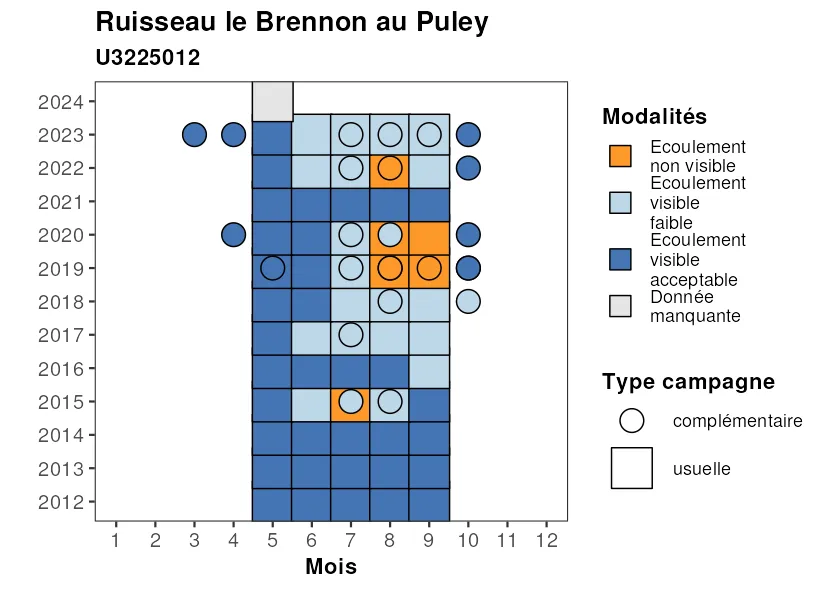 Ruisseau le Brennon au Puley
U3225012
2024
2023
2022
2021
2020
2019
2018
2017
2016
2015
2014
2013
2012
1 2 3 4 5 6 7 8 9 10 11 12
Mois
Modalités
Ecoulement
non visible
Ecoulement
visible
faible
Ecoulement
visible
acceptable
Donnée
manquante
Type campagne
complémentaire
usuelle